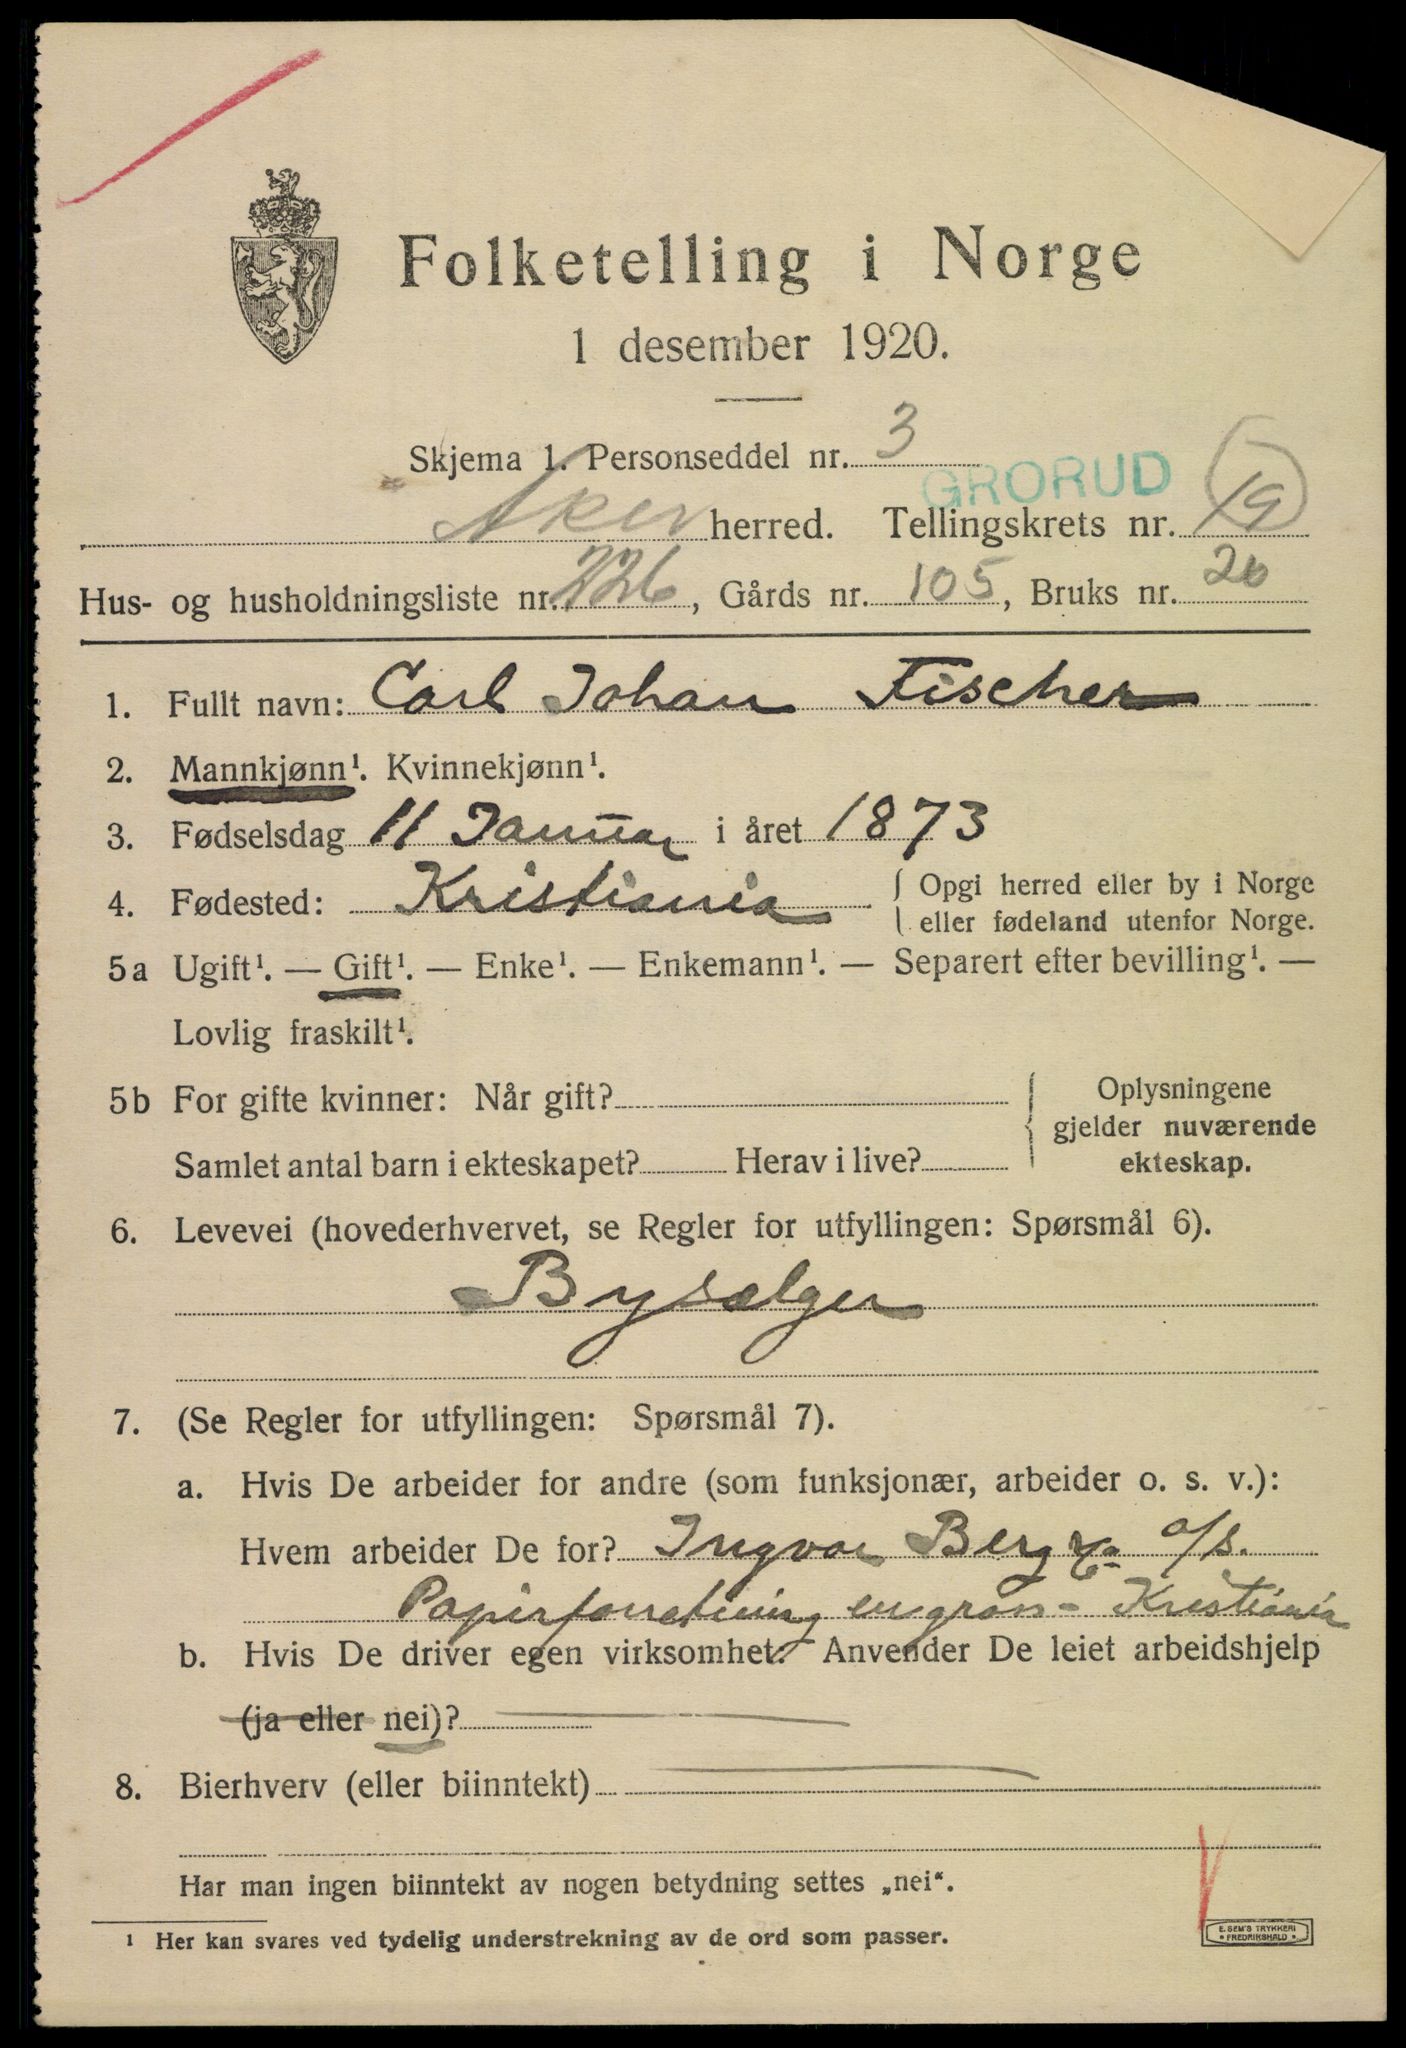 Folketelling i Norge
1 desember 1920.
Skjema 1. Personseddel nr. 3
GRORUD
Aker herred. Tellingskrets nr. 19
Hus- og husholdningsliste nr. 226, Gårds nr. 105, Bruks nr. 20
1. Fullt navn: Carl Johan Fischer
2. Mannkjønn¹. Kvinnekjønn¹.
3. Fødselsdag 11 Januar i året 1873
4. Fødested: Kristiania { Opgi herred eller by i Norge
eller fødeland utenfor Norge.
5a Ugift¹. — Gift¹. — Enke¹. — Enkemann¹. — Separert efter bevilling¹. —
Lovlig fraskilt¹.
5b For gifte kvinner: Når gift? { Oplysningene
gjelder nuværende
Samlet antal barn i ekteskapet? Herav i live? ekteskap.
6. Levevei (hovederhvervet, se Regler for utfyllingen: Spørsmål 6).
Bysælger
7. (Se Regler for utfyllingen: Spørsmål 7).
a. Hvis De arbeider for andre (som funksjonær, arbeider o. s. v.):
Hvem arbeider De for? Ingvar Berg & Co a/s.
Papirforretning engros - Kristiania
b. Hvis De driver egen virksomhet: Anvender De leiet arbeidshjelp
(ja eller nei)?
8. Bierhverv (eller biinntekt)
Har man ingen biinntekt av nogen betydning settes „nei“.
¹ Her kan svares ved tydelig understrekning av de ord som passer.
E. SEM'S TRYKKERI
• FREDRIKSHALD •